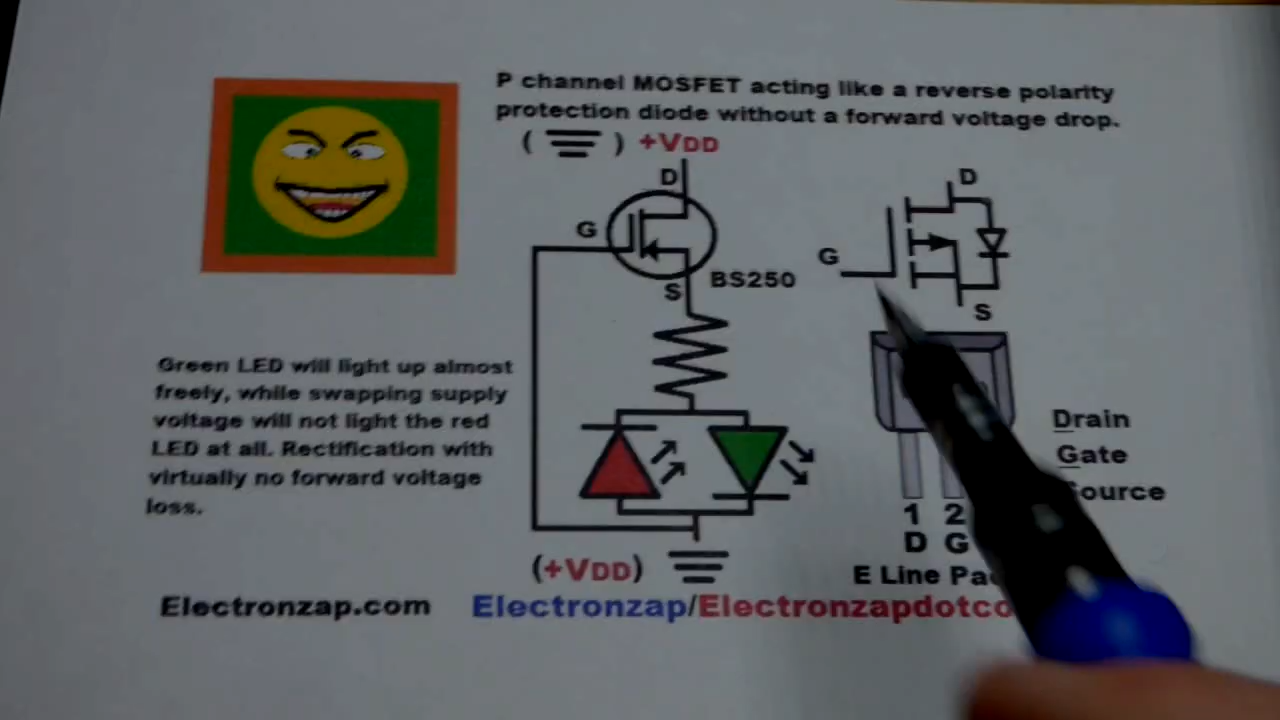 P channel MOSFET acting like a reverse polarity
protection diode without a forward voltage drop.
( ) +VDD
D
G
S
BS250
D
G
S
Green LED will light up almost
freely, while swapping supply
voltage will not light the red
LED at all. Rectification with
virtually no forward voltage
loss.
Drain
Gate
1 2
D G
(+VDD)
E Line
Electronzap.com Electronzap/